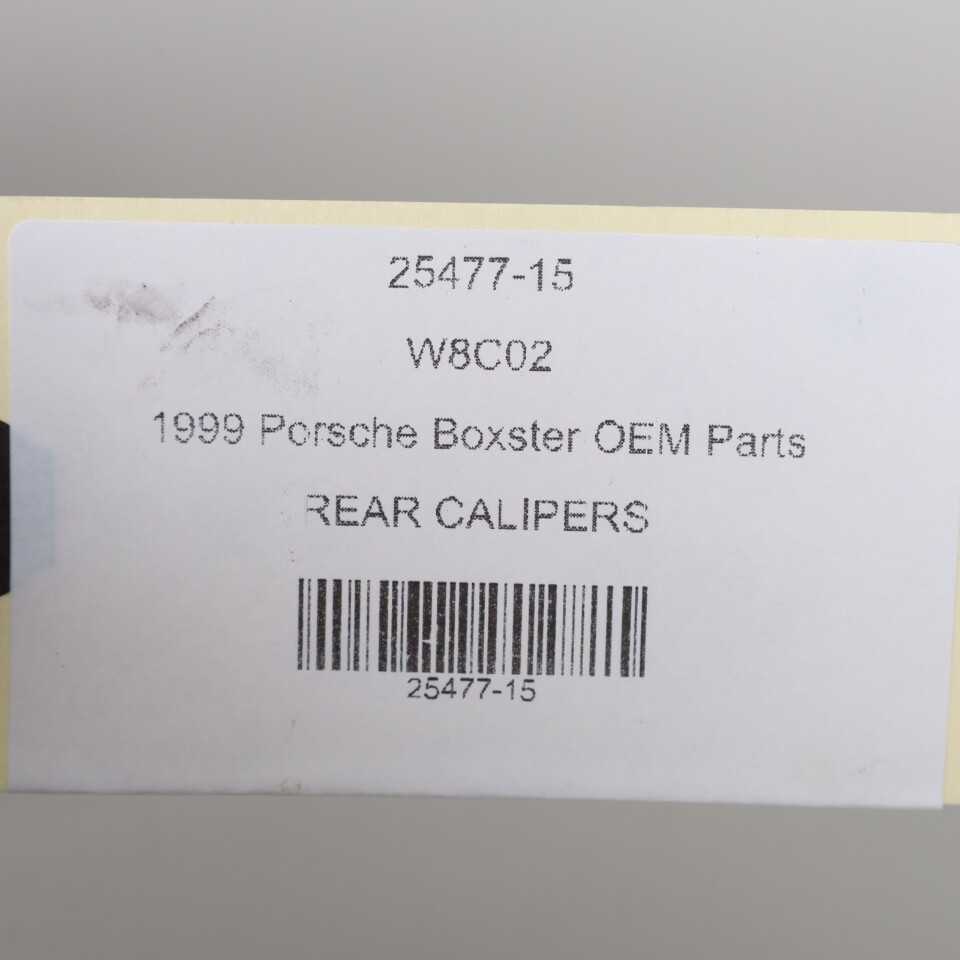 25477-15
W8C02
1999 Porsche Boxster OEM Parts
REAR CALIPERS
25477-15